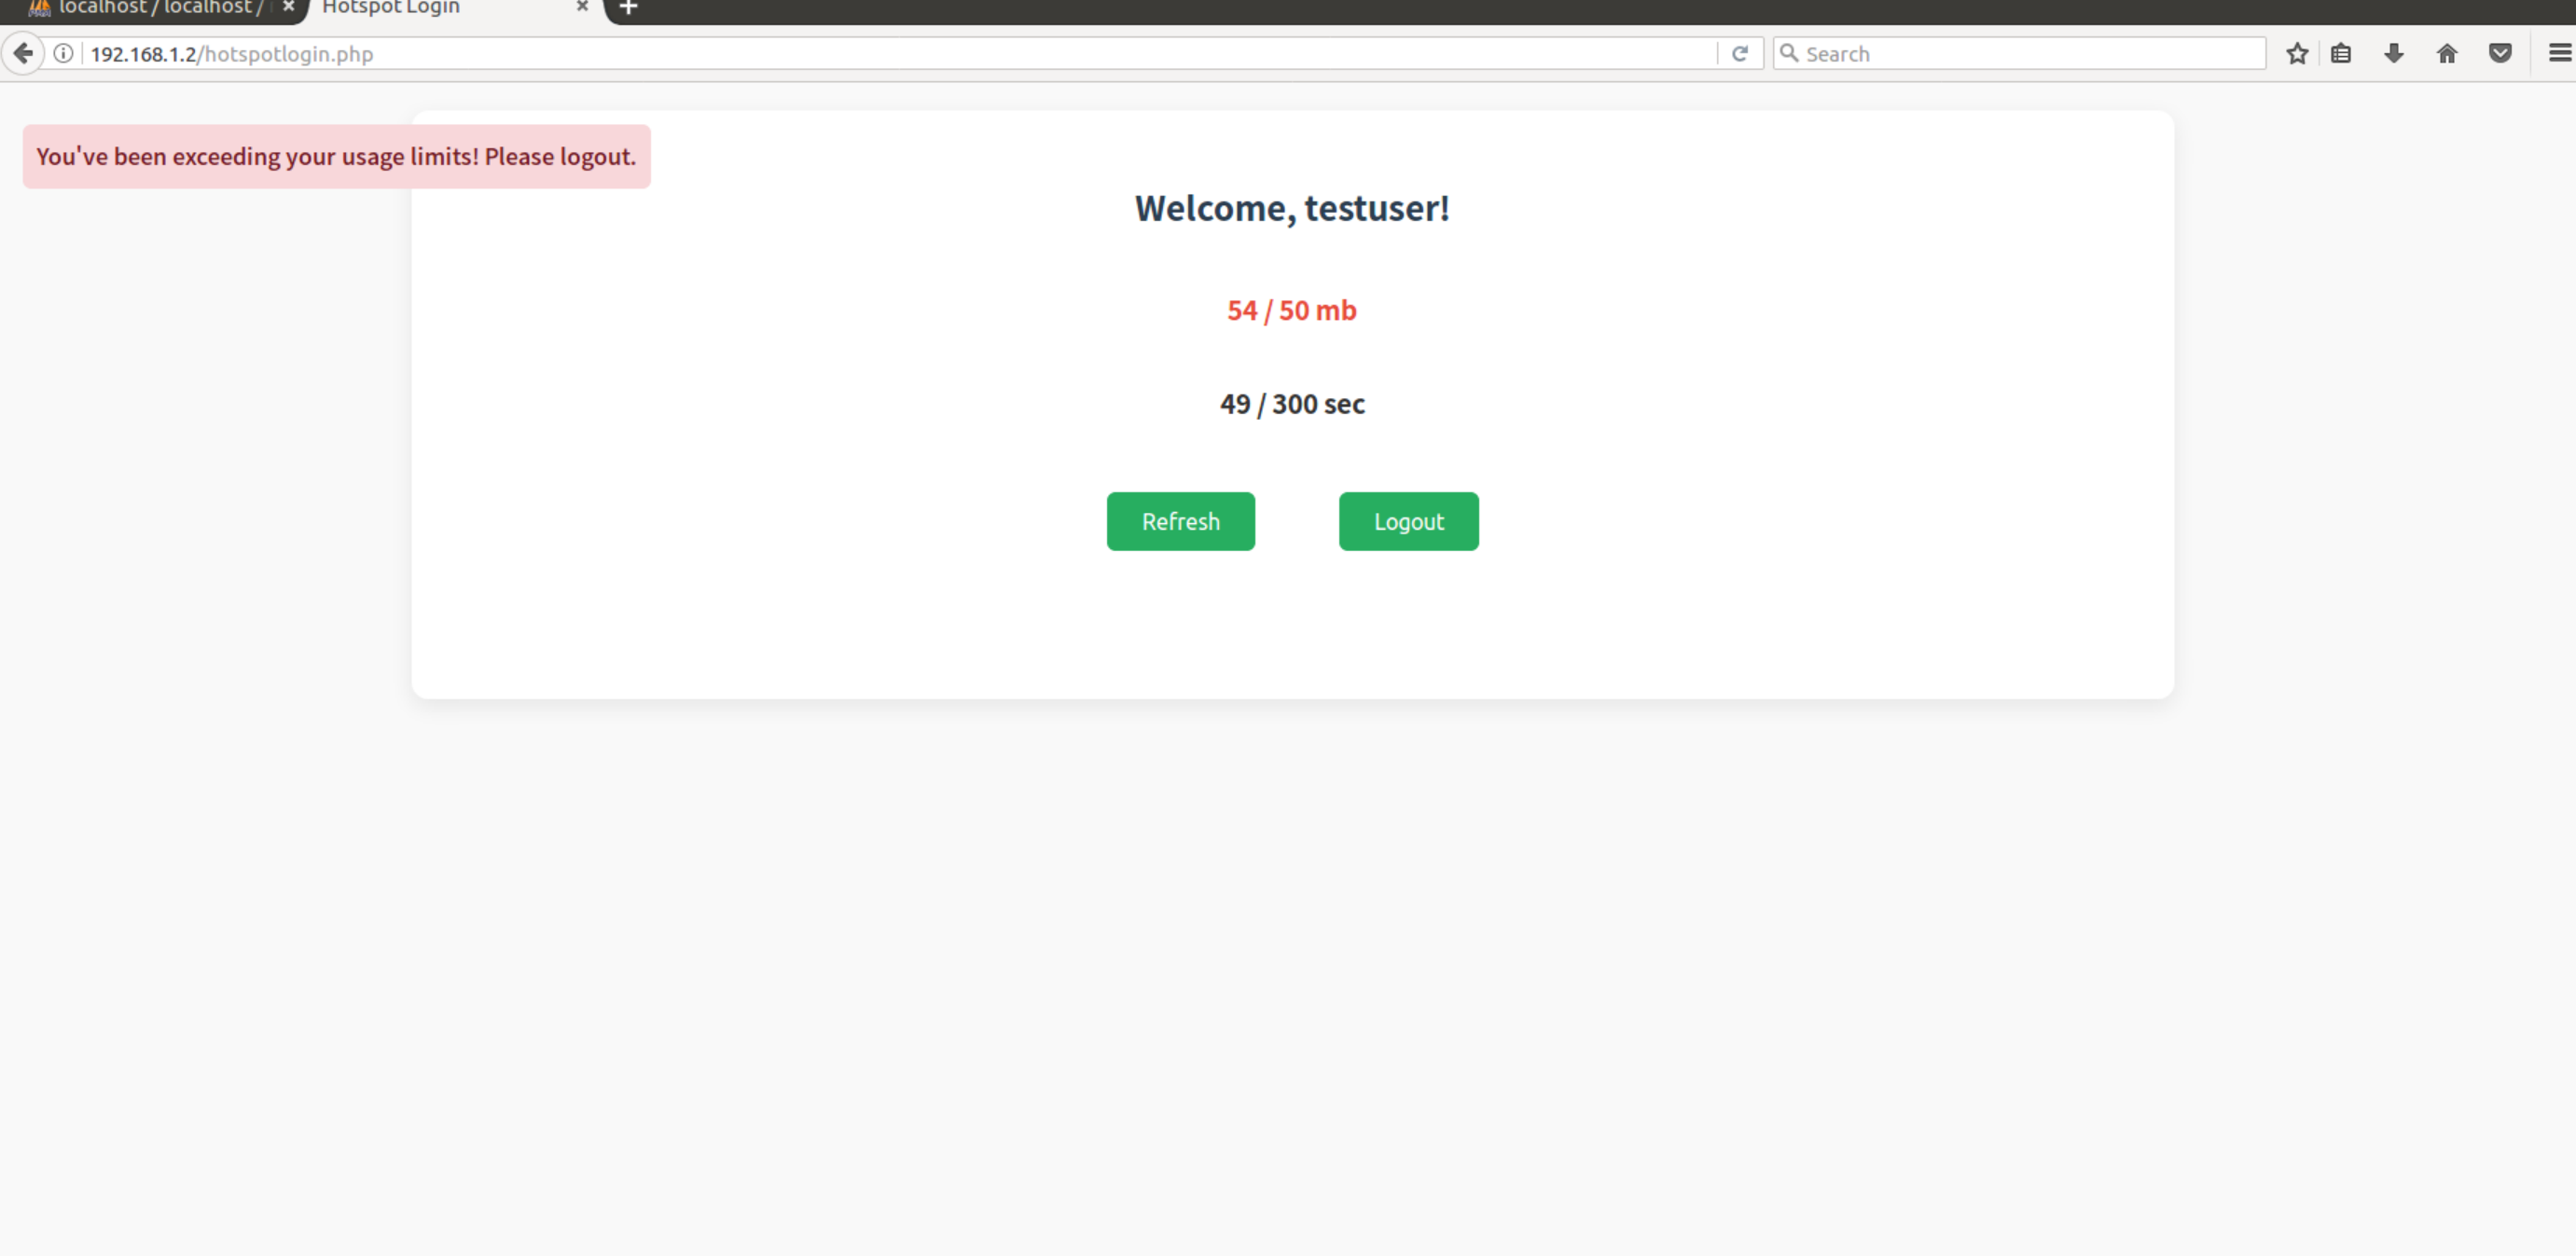 localhost / localhost /
Hotspot Login
192.168.1.2/hotspotlogin.php
Search
You've been exceeding your usage limits! Please logout.
Welcome, testuser!
54 / 50 mb
49 / 300 sec
Refresh
Logout